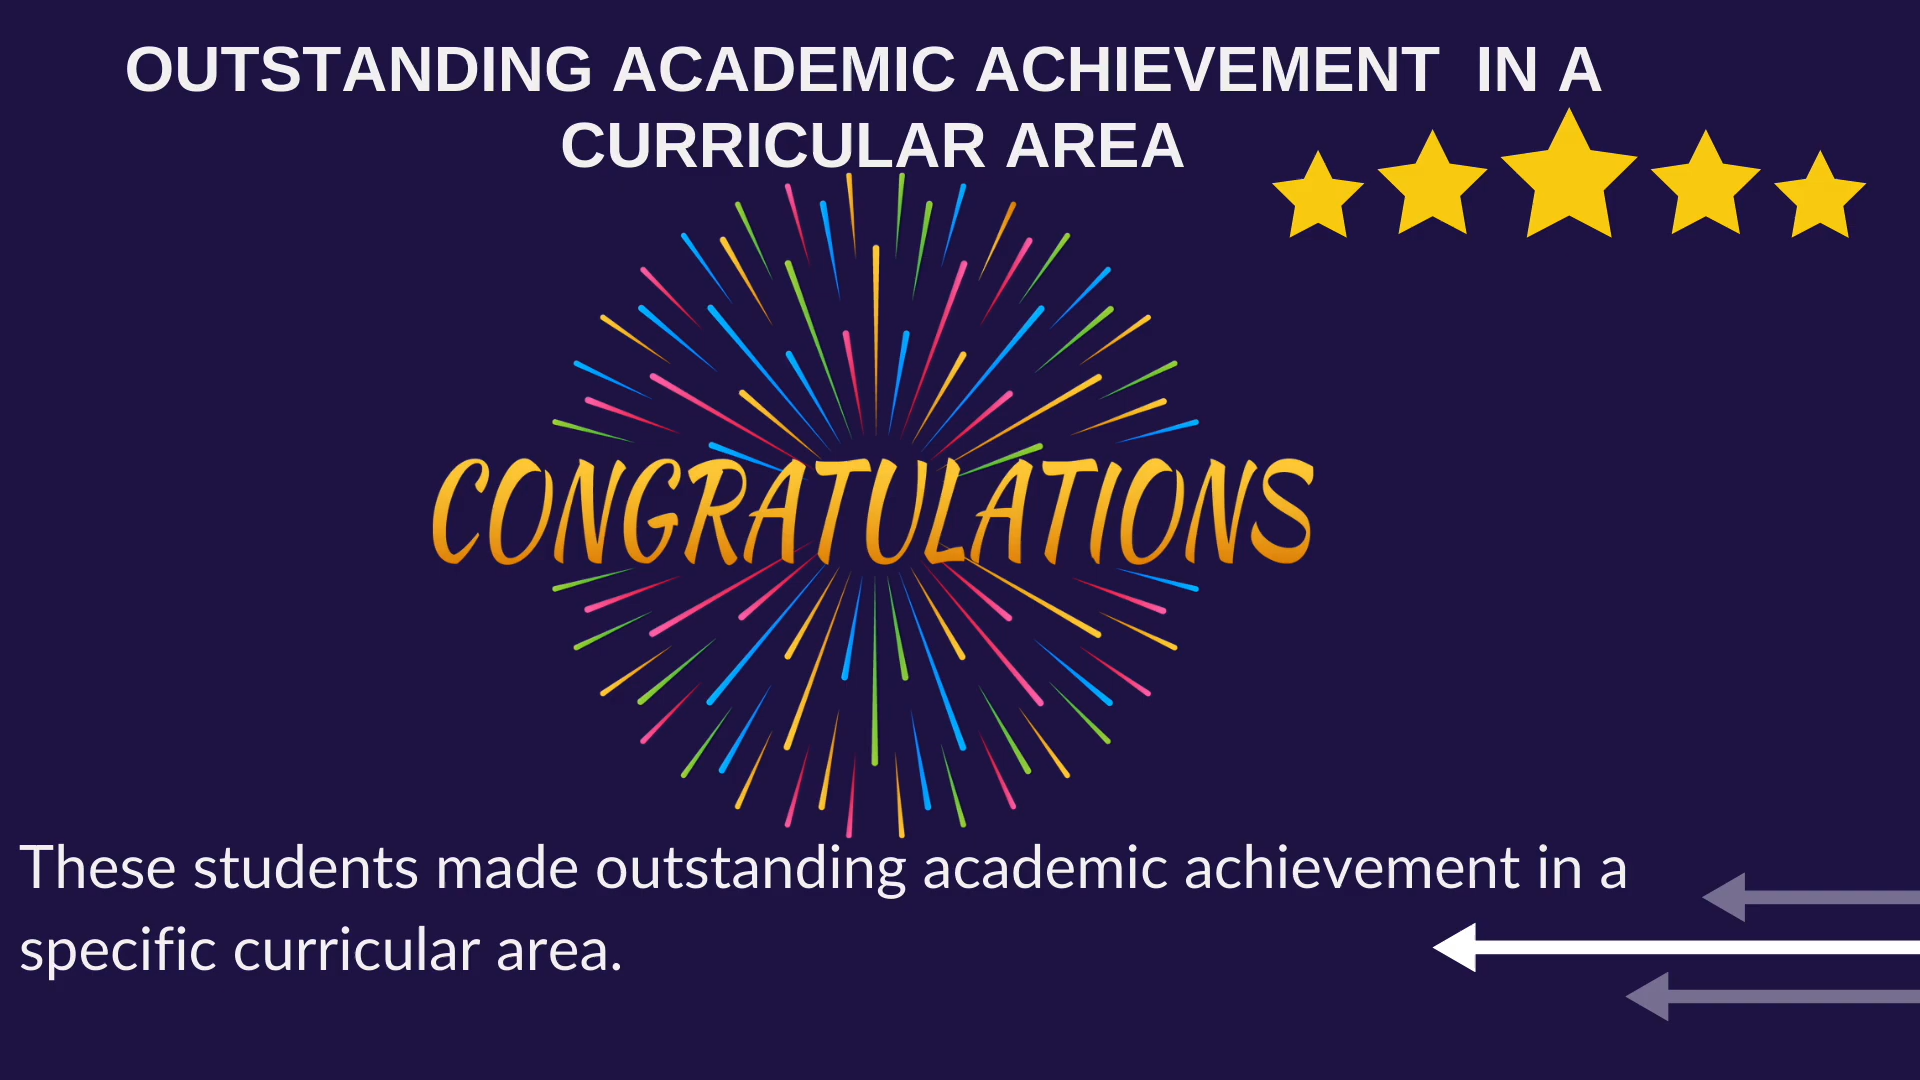 OUTSTANDING ACADEMIC ACHIEVEMENT  IN A
CURRICULAR AREA
CONGRATULATIONS
These students made outstanding academic achievement in a
specific curricular area.